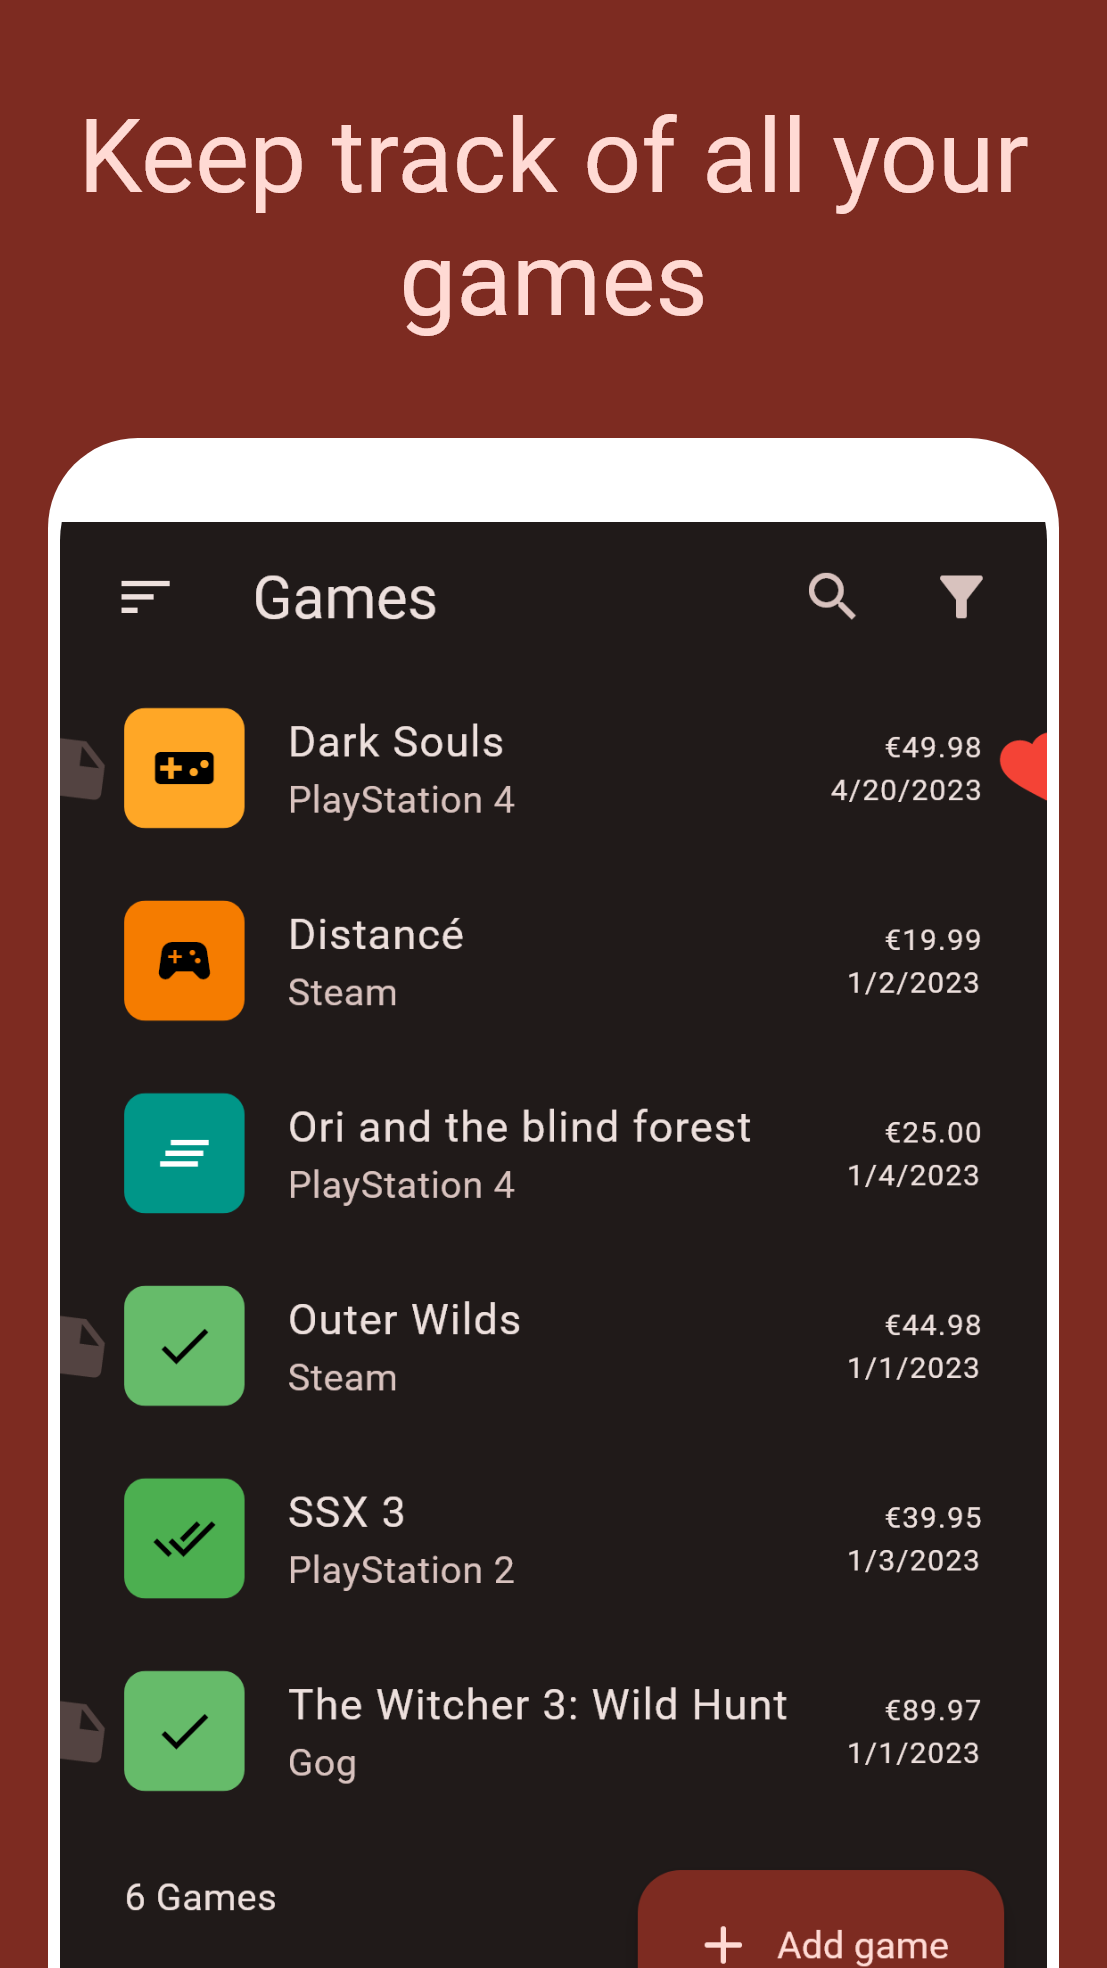 Keep track of all your
games
Games
Dark Souls
€49.98
PlayStation 4
4/20/2023
Distancé
€19.99
Steam
1/2/2023
Ori and the blind forest
€25.00
PlayStation 4
1/4/2023
Outer Wilds
€44.98
Steam
1/1/2023
SSX 3
€39.95
PlayStation 2
1/3/2023
The Witcher 3: Wild Hunt
€89.97
Gog
1/1/2023
6 Games
Add game